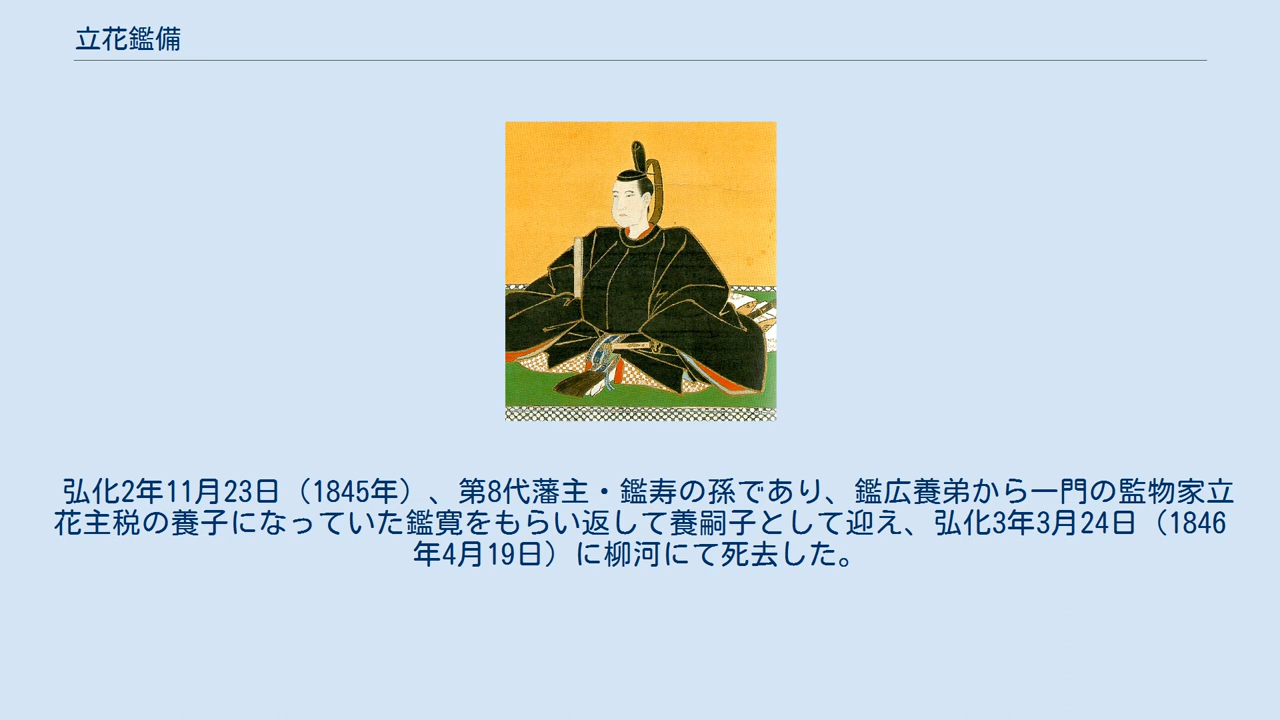 立花鑑備
弘化2年11月23日（1845年）、第8代藩主・鑑寿の孫であり、鑑広養弟から一門の監物家立
花主税の養子になっていた鑑寛をもらい返して養嗣子として迎え、弘化3年3月24日（1846
年4月19日）に柳河にて死去した。